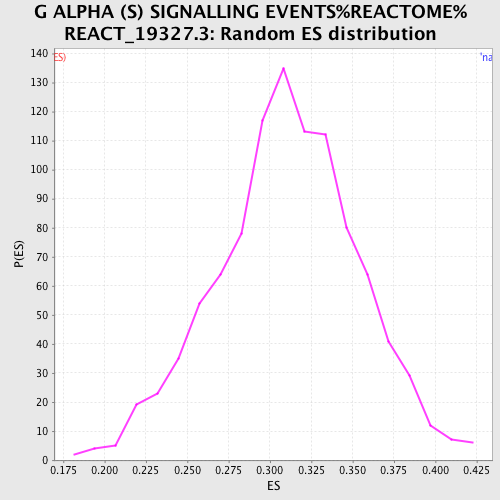 G ALPHA (S) SIGNALLING EVENTS%REACTOME%
REACT_19327.3: Random ES distribution
140
ES)
'na
130
120
110
100
90
80
70
60
50
40
30
20
10
0
P(ES)
0.175 0.200 0.225 0.250 0.275 0.300 0.325 0.350 0.375 0.400 0.425
ES